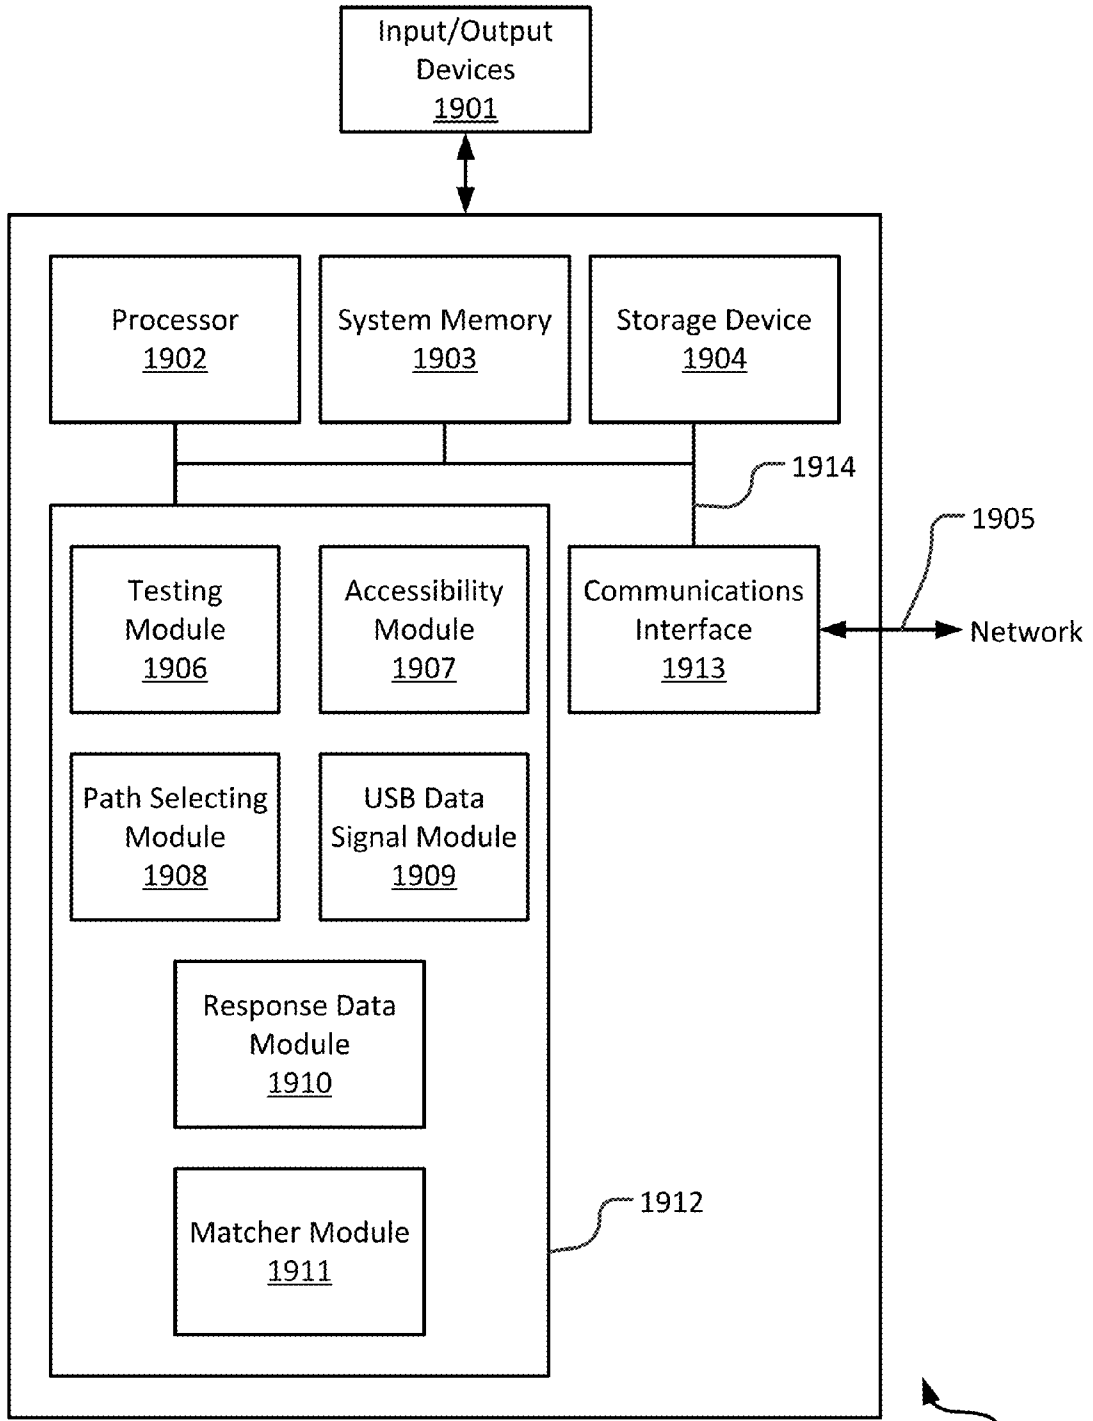 Input/Output
Devices
1901
Processor
1902
System Memory
1903
Storage Device
1904
1914
1905
Testing
Module
1906
Accessibility
Module
1907
Communications
Interface
1913
Network
Path Selecting
Module
1908
USB Data
Signal Module
1909
Response Data
Module
1910
1912
Matcher Module
1911